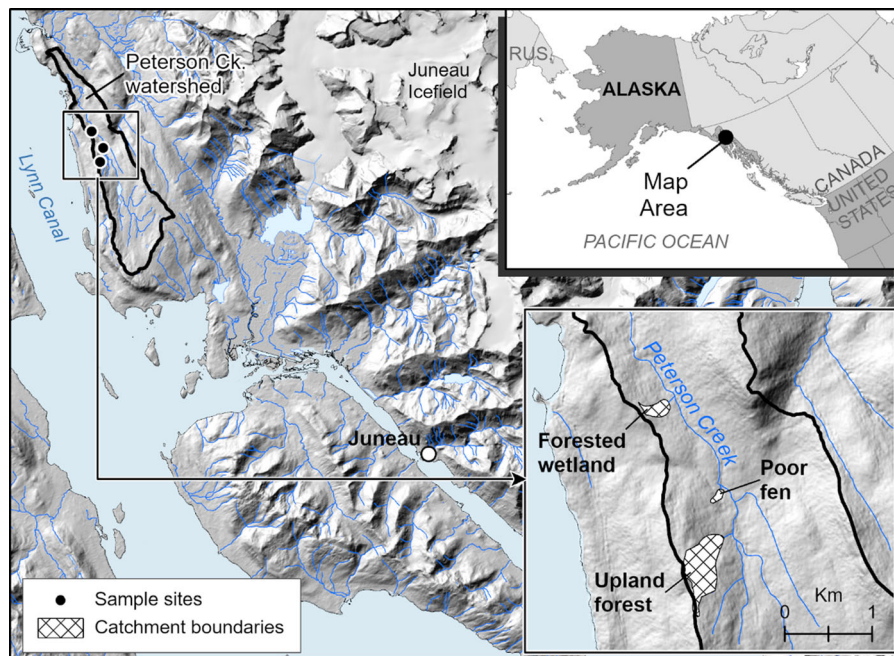 Peterson Ck.
watershed
Juneau
Icefield
Lynn Canal
Juneau
Sample sites
Catchment boundaries
RUS.
ALASKA
Map
Area
CANADA
UNITED
STATES
PACIFIC OCEAN
Peterson Creek
Forested
wetland
Poor
fen
Upland
forest
Km
0 1